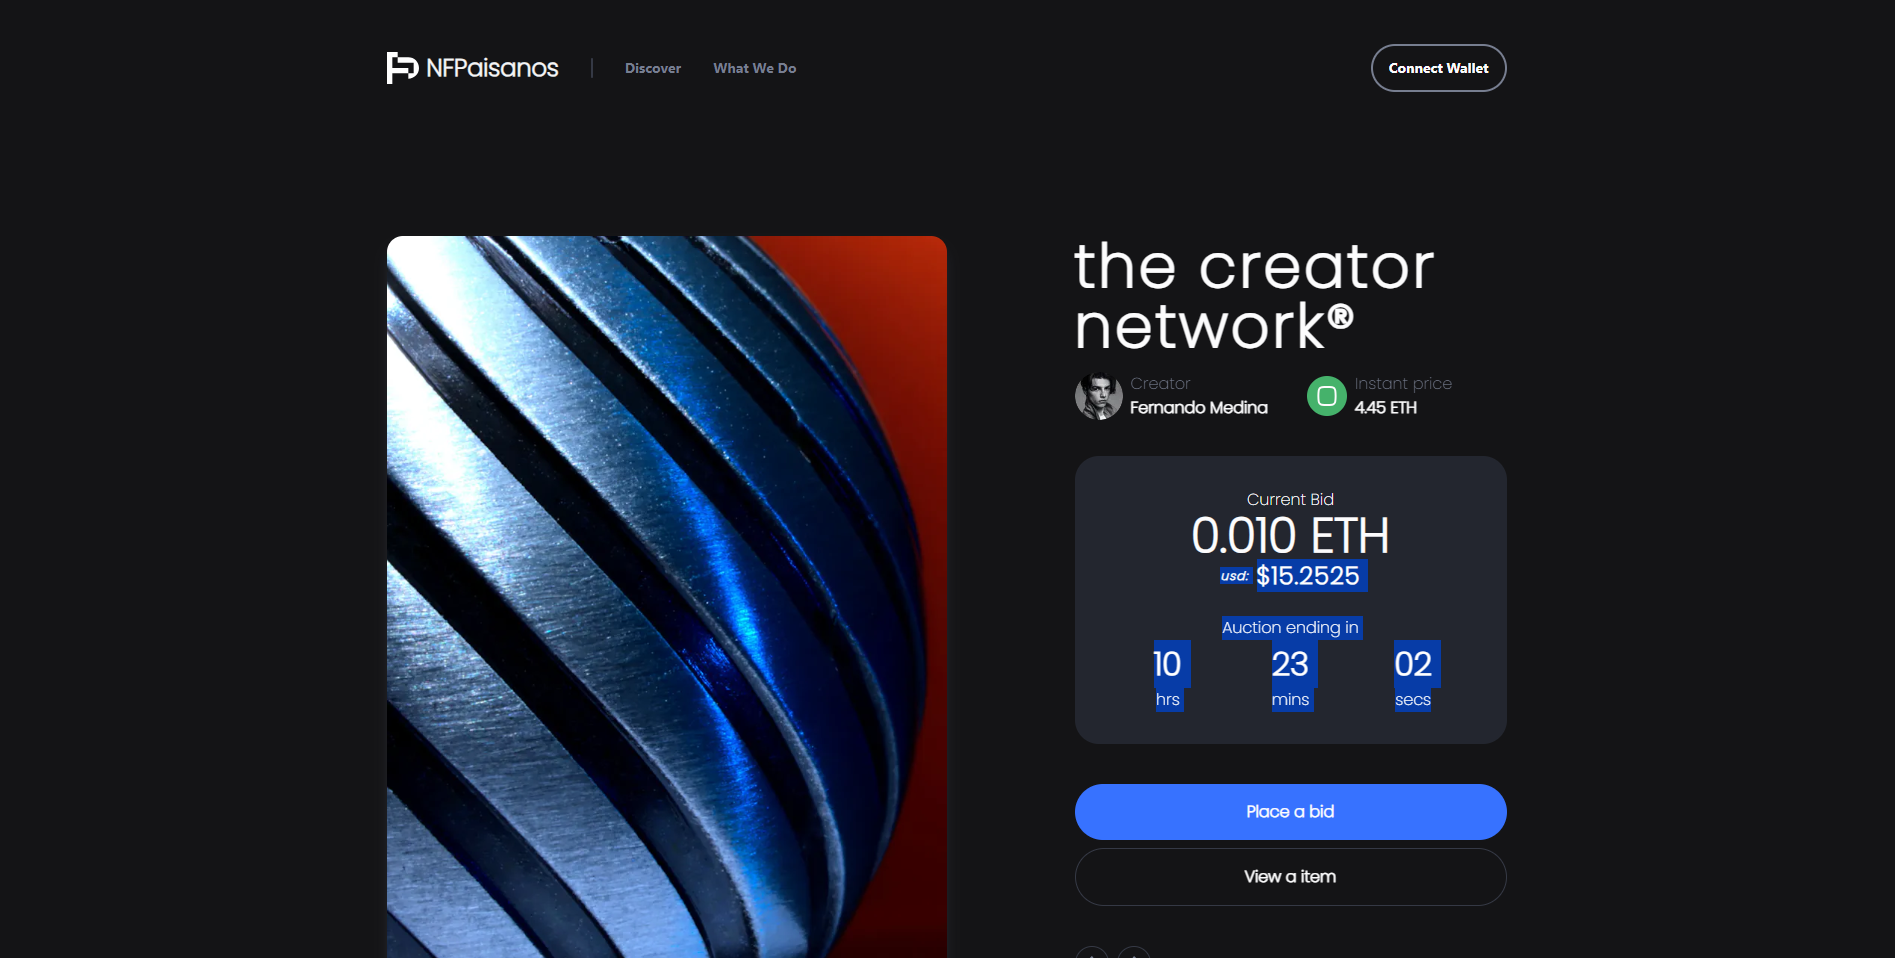 NFPaisanos
Discover
What We Do
Connect Wallet
the creator
network®
Creator
Fernando Medina
Instant price
4.45 ETH
Current Bid
0.010 ETH
usd: $15.2525
Auction ending in
10 23 02
hrs mins secs
Place a bid
View a item